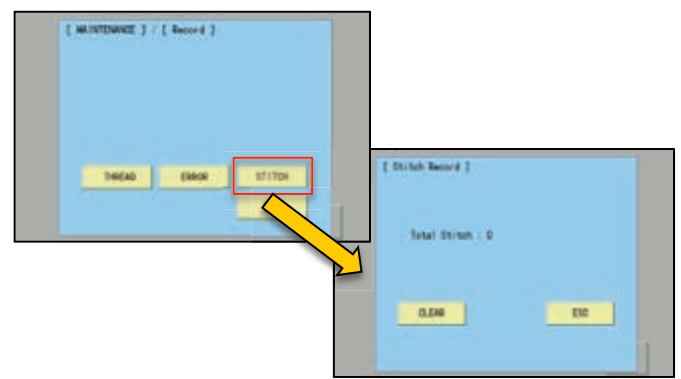 [ MAINTENANCE ] / [ Record ]
THREAD ERROR STITCH
[ Stitch Record ]
Total Stitch : 0
CLEAR ESC